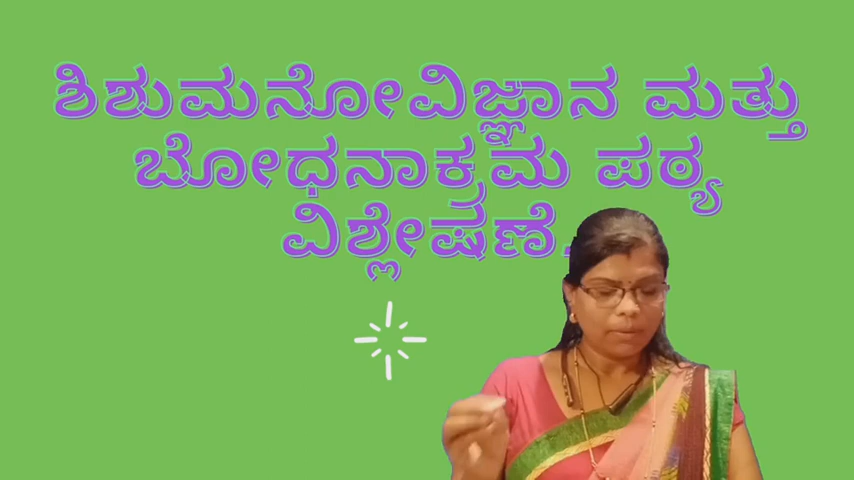 ಶಿಶುಮನೋವಿಜ್ಞಾನ ಮತ್ತು
ಬೋಧನಾಕ್ರಮ ಪಠ್ಯ
ವಿಶ್ಲೇಷಣೆ.